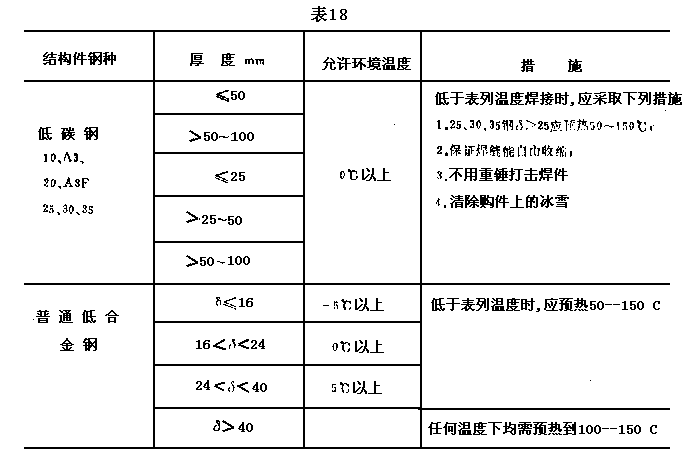 表18
结构件钢种 厚 度 mm 允许环境温度 措 施
低碳钢
10、A3、
20、A3F
25、30、35
≤50
>50~100
≤25
>25~50
>50~100
0℃以上
低于表列温度焊接时,应采取下列措施
1.25、30、35钢δ>25应预热50~150℃;
2.保证焊缝能自由收缩;
3.不用重锤打击焊件
4.清除购件上的冰雪
普通低合
金钢
δ≤16 -5℃以上 低于表列温度时,应预热50--150 C
16<δ<24 0℃以上
24<δ<40 5℃以上
δ>40 任何温度下均需预热到100--150 C